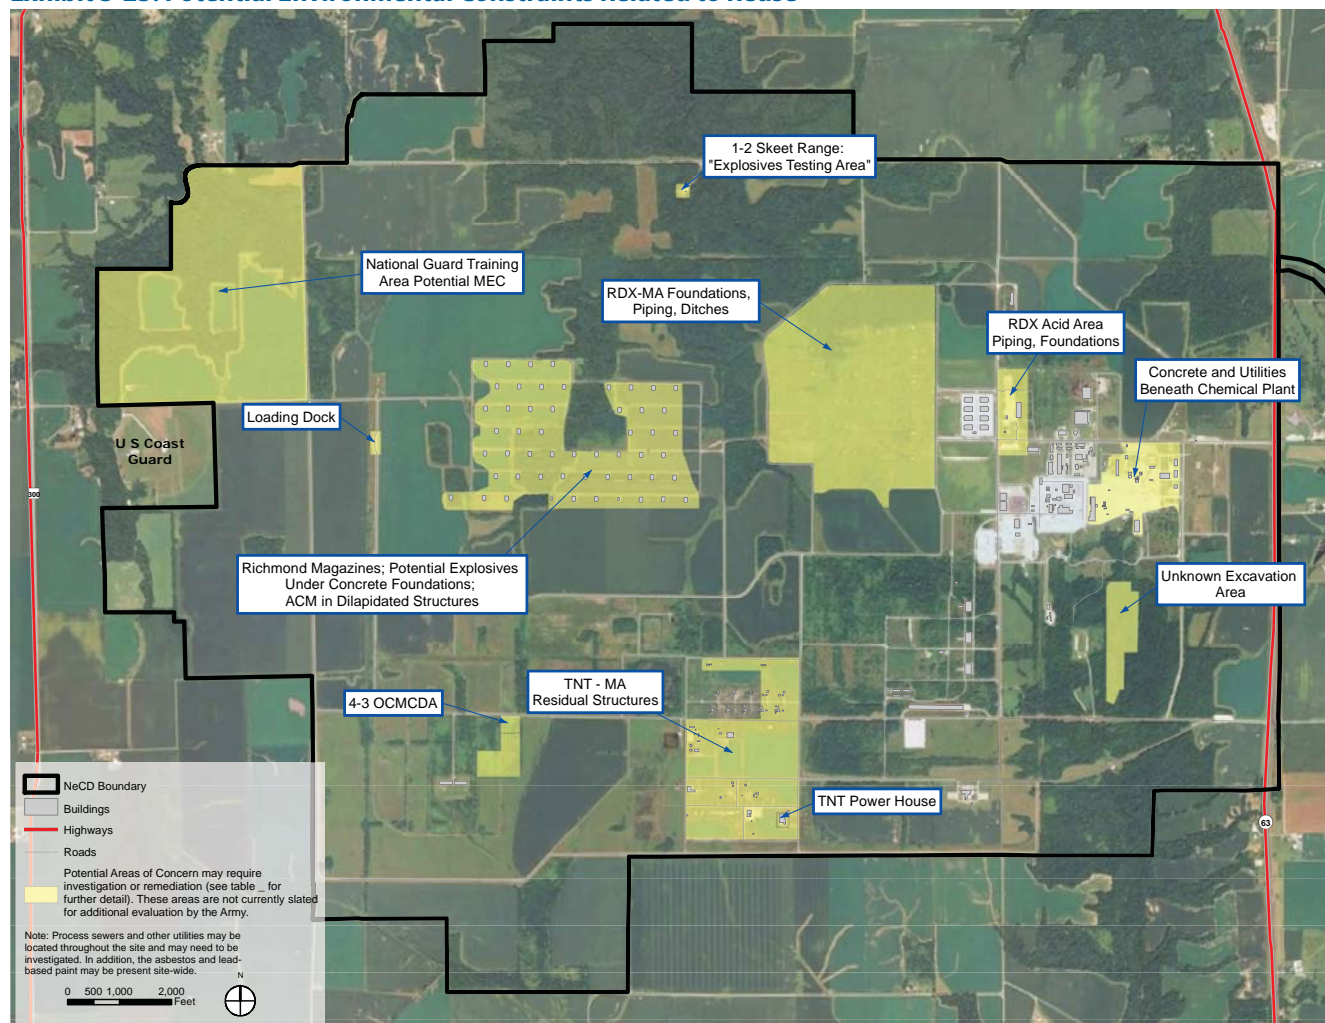 1-2 Skeet Range:
"Explosives Testing Area"
National Guard Training
Area Potential MEC
RDX-MA Foundations,
Piping, Ditches
RDX Acid Area
Piping, Foundations
Concrete and Utilities
Beneath Chemical Plant
Loading Dock
U S Coast
Guard
300
Richmond Magazines; Potential Explosives
Under Concrete Foundations;
ACM in Dilapidated Structures
Unknown Excavation
Area
TNT - MA
Residual Structures
4-3 OCMCDA
TNT Power House
63
NeCD Boundary
Buildings
Highways
Roads
Potential Areas of Concern may require
investigation or remediation (see table _ for
further detail). These areas are not currently slated
for additional evaluation by the Army.
Note: Process sewers and other utilities may be
located throughout the site and may need to be
investigated. In addition, the asbestos and lead-
based paint may be present site-wide.
N
0 500 1,000 2,000
Feet